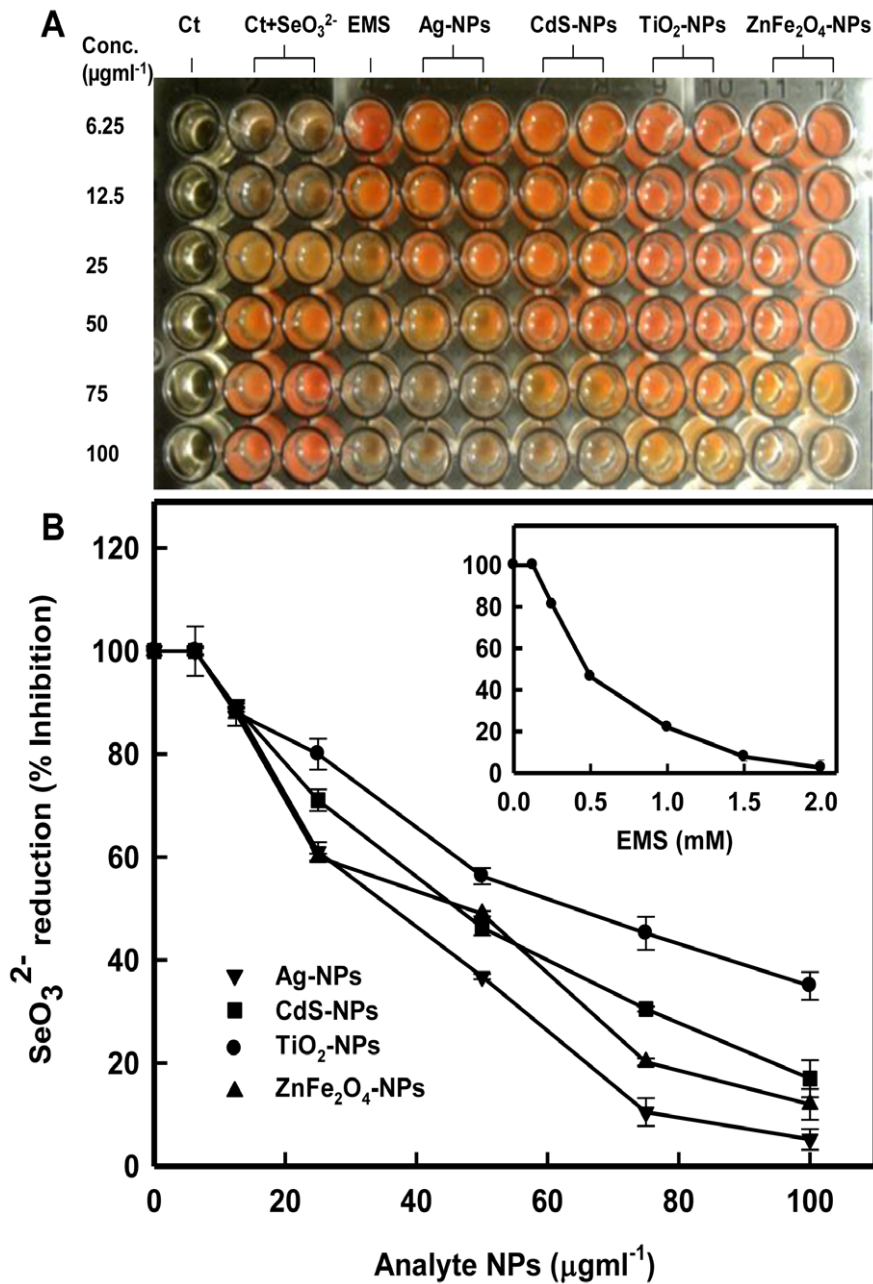 A
Ct Ct+SeO₃²⁻ EMS Ag-NPs CdS-NPs TiO₂-NPs ZnFe₂O₄-NPs
Conc.
(μgml⁻¹)
6.25
12.5
25
50
75
100
2 3 4 5 6 7 8 9 10 11 12
B
SeO₃²⁻ reduction (% Inhibition)
120
100
80
60
40
20
0
0 20 40 60 80 100
Analyte NPs (μgml⁻¹)
Ag-NPs
CdS-NPs
TiO₂-NPs
ZnFe₂O₄-NPs
100
80
60
40
20
0
0.0 0.5 1.0 1.5 2.0
EMS (mM)